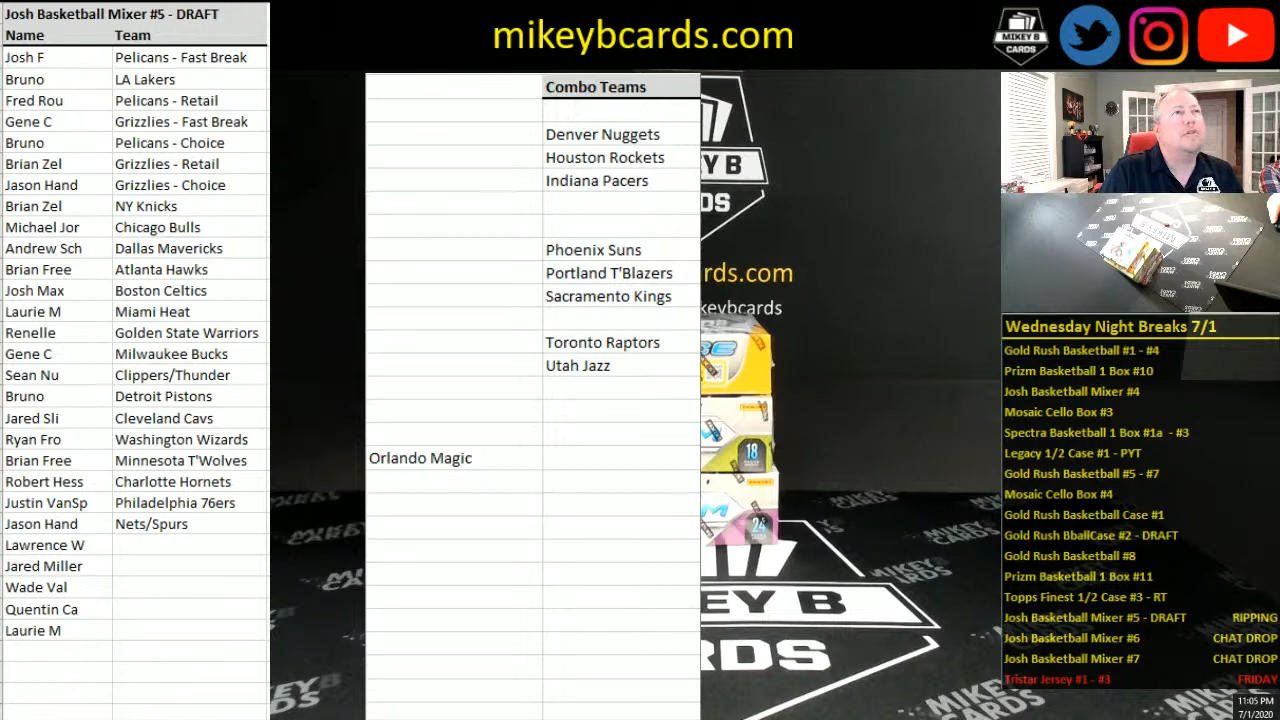 Josh Basketball Mixer #5 - DRAFT
Name Team
Josh F Pelicans - Fast Break
Bruno LA Lakers
Fred Rou Pelicans - Retail
Gene C Grizzlies - Fast Break
Bruno Pelicans - Choice
Brian Zel Grizzlies - Retail
Jason Hand Grizzlies - Choice
Brian Zel NY Knicks
Michael Jor Chicago Bulls
Andrew Sch Dallas Mavericks
Brian Free Atlanta Hawks
Josh Max Boston Celtics
Laurie M Miami Heat
Renelle Golden State Warriors
Gene C Milwaukee Bucks
Sean Nu Clippers/Thunder
Bruno Detroit Pistons
Jared Sli Cleveland Cavs
Ryan Fro Washington Wizards
Brian Free Minnesota T'Wolves
Robert Hess Charlotte Hornets
Justin VanSp Philadelphia 76ers
Jason Hand Nets/Spurs
Lawrence W
Jared Miller
Wade Val
Quentin Ca
Laurie M
mikeybcards.com
Combo Teams
Denver Nuggets
Houston Rockets
Indiana Pacers
Phoenix Suns
Portland T'Blazers
Sacramento Kings
Toronto Raptors
Utah Jazz
Orlando Magic
Y B
DS
rds.com
keybcards
18
24
EY B
CARDS
MIKEY B
CARDS
Wednesday Night Breaks 7/1
Gold Rush Basketball #1 - #4
Prizm Basketball 1 Box #10
Josh Basketball Mixer #4
Mosaic Cello Box #3
Spectra Basketball 1 Box #1a - #3
Legacy 1/2 Case #1 - PYT
Gold Rush Basketball #5 - #7
Mosaic Cello Box #4
Gold Rush Basketball Case #1
Gold Rush BballCase #2 - DRAFT
Gold Rush Basketball #8
Prizm Basketball 1 Box #11
Topps Finest 1/2 Case #3 - RT
Josh Basketball Mixer #5 - DRAFT RIPPING
Josh Basketball Mixer #6 CHAT DROP
Josh Basketball Mixer #7 CHAT DROP
Tristar Jersey #1 - #3 FRIDAY
11:05 PM
7/1/2020